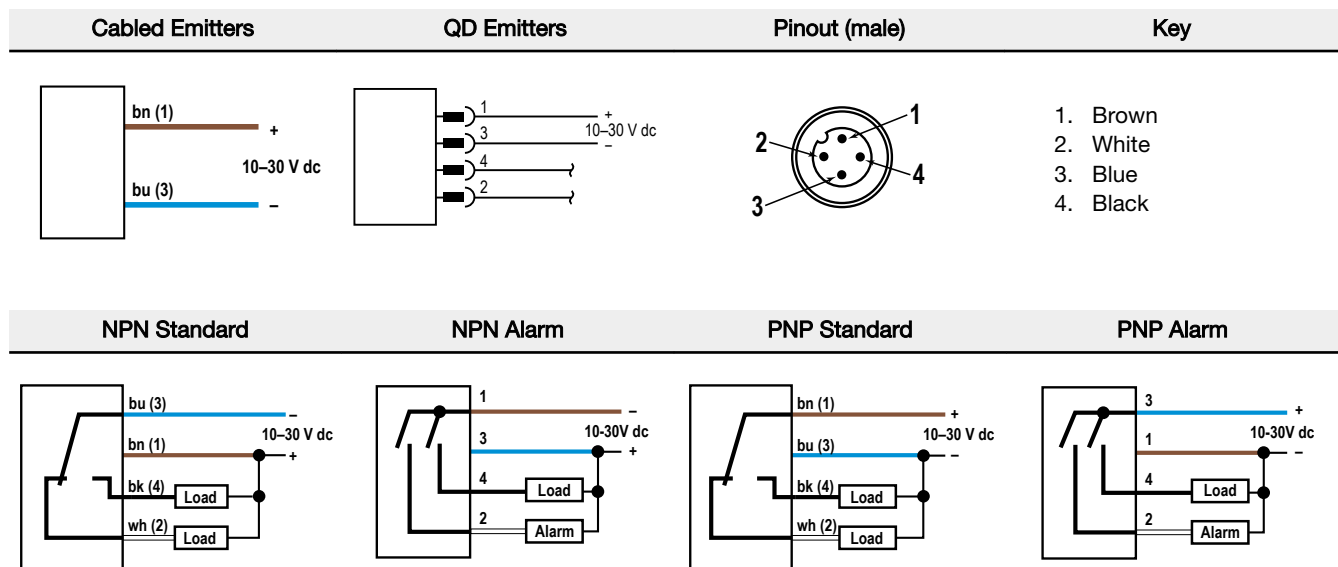 Cabled Emitters QD Emitters Pinout (male) Key
bn (1)
+
10–30 V dc
bu (3)
–
1
+
10–30 V dc
3
–
4
2
1
2
4
3
1. Brown
2. White
3. Blue
4. Black
NPN Standard NPN Alarm PNP Standard PNP Alarm
bu (3)
–
10–30 V dc
bn (1)
+
bk (4)
Load
wh (2)
Load
1
–
10-30V dc
3
+
4
Load
2
Alarm
bn (1)
+
10–30 V dc
bu (3)
–
bk (4)
Load
wh (2)
Load
3
+
10-30V dc
1
–
4
Load
2
Alarm